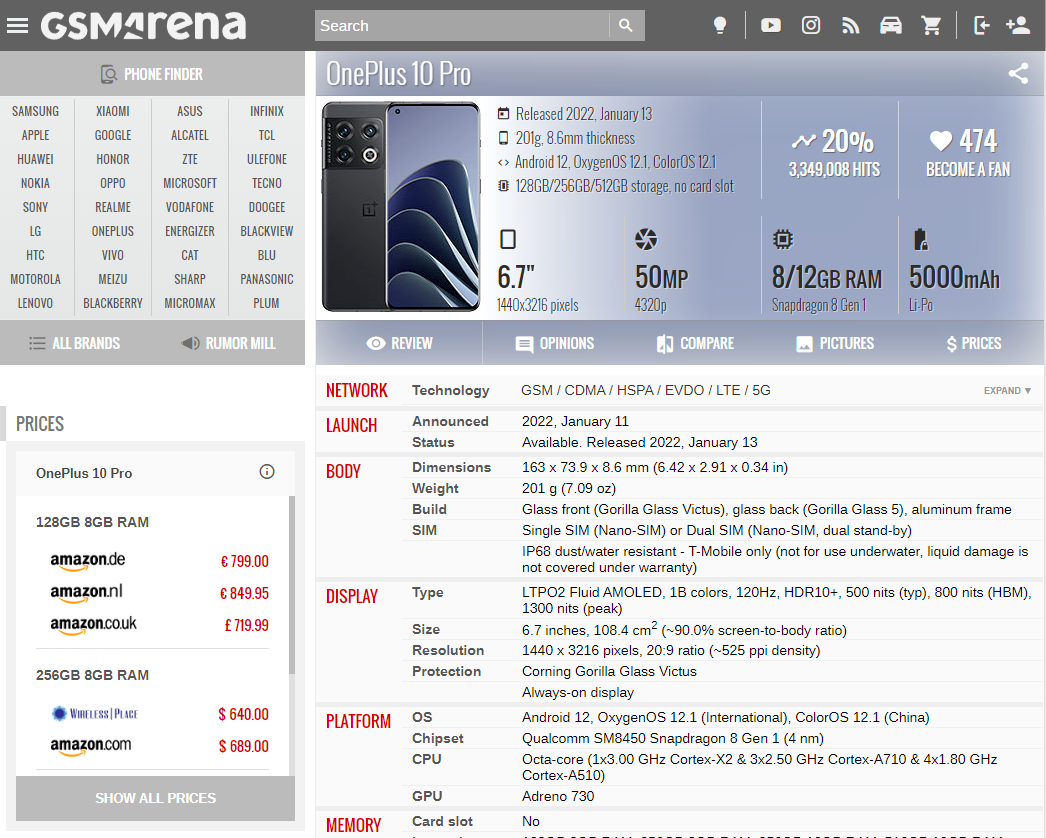 GSMArena
Search
PHONE FINDER
SAMSUNG XIAOMI ASUS INFINIX
APPLE GOOGLE ALCATEL TCL
HUAWEI HONOR ZTE ULEFONE
NOKIA OPPO MICROSOFT TECNO
SONY REALME VODAFONE DOOGEE
LG ONEPLUS ENERGIZER BLACKVIEW
HTC VIVO CAT BLU
MOTOROLA MEIZU SHARP PANASONIC
LENOVO BLACKBERRY MICROMAX PLUM
ALL BRANDS RUMOR MILL
PRICES
OnePlus 10 Pro
128GB 8GB RAM
amazon.de € 799.00
amazon.nl € 849.95
amazon.co.uk £ 719.99
256GB 8GB RAM
WIRELESS|PLACE $ 640.00
amazon.com $ 689.00
SHOW ALL PRICES
OnePlus 10 Pro
Released 2022, January 13
201g, 8.6mm thickness
Android 12, OxygenOS 12.1, ColorOS 12.1
128GB/256GB/512GB storage, no card slot
20%
3,349,008 HITS
474
BECOME A FAN
6.7"
1440x3216 pixels
50MP
4320p
8/12GB RAM
Snapdragon 8 Gen 1
5000mAh
Li-Po
REVIEW OPINIONS COMPARE PICTURES $ PRICES
NETWORK Technology GSM / CDMA / HSPA / EVDO / LTE / 5G EXPAND ▼
LAUNCH Announced 2022, January 11
Status Available. Released 2022, January 13
BODY Dimensions 163 x 73.9 x 8.6 mm (6.42 x 2.91 x 0.34 in)
Weight 201 g (7.09 oz)
Build Glass front (Gorilla Glass Victus), glass back (Gorilla Glass 5), aluminum frame
SIM Single SIM (Nano-SIM) or Dual SIM (Nano-SIM, dual stand-by)
IP68 dust/water resistant - T-Mobile only (not for use underwater, liquid damage is
not covered under warranty)
DISPLAY Type LTPO2 Fluid AMOLED, 1B colors, 120Hz, HDR10+, 500 nits (typ), 800 nits (HBM),
1300 nits (peak)
Size 6.7 inches, 108.4 cm2 (~90.0% screen-to-body ratio)
Resolution 1440 x 3216 pixels, 20:9 ratio (~525 ppi density)
Protection Corning Gorilla Glass Victus
Always-on display
PLATFORM OS Android 12, OxygenOS 12.1 (International), ColorOS 12.1 (China)
Chipset Qualcomm SM8450 Snapdragon 8 Gen 1 (4 nm)
CPU Octa-core (1x3.00 GHz Cortex-X2 & 3x2.50 GHz Cortex-A710 & 4x1.80 GHz
Cortex-A510)
GPU Adreno 730
MEMORY Card slot No